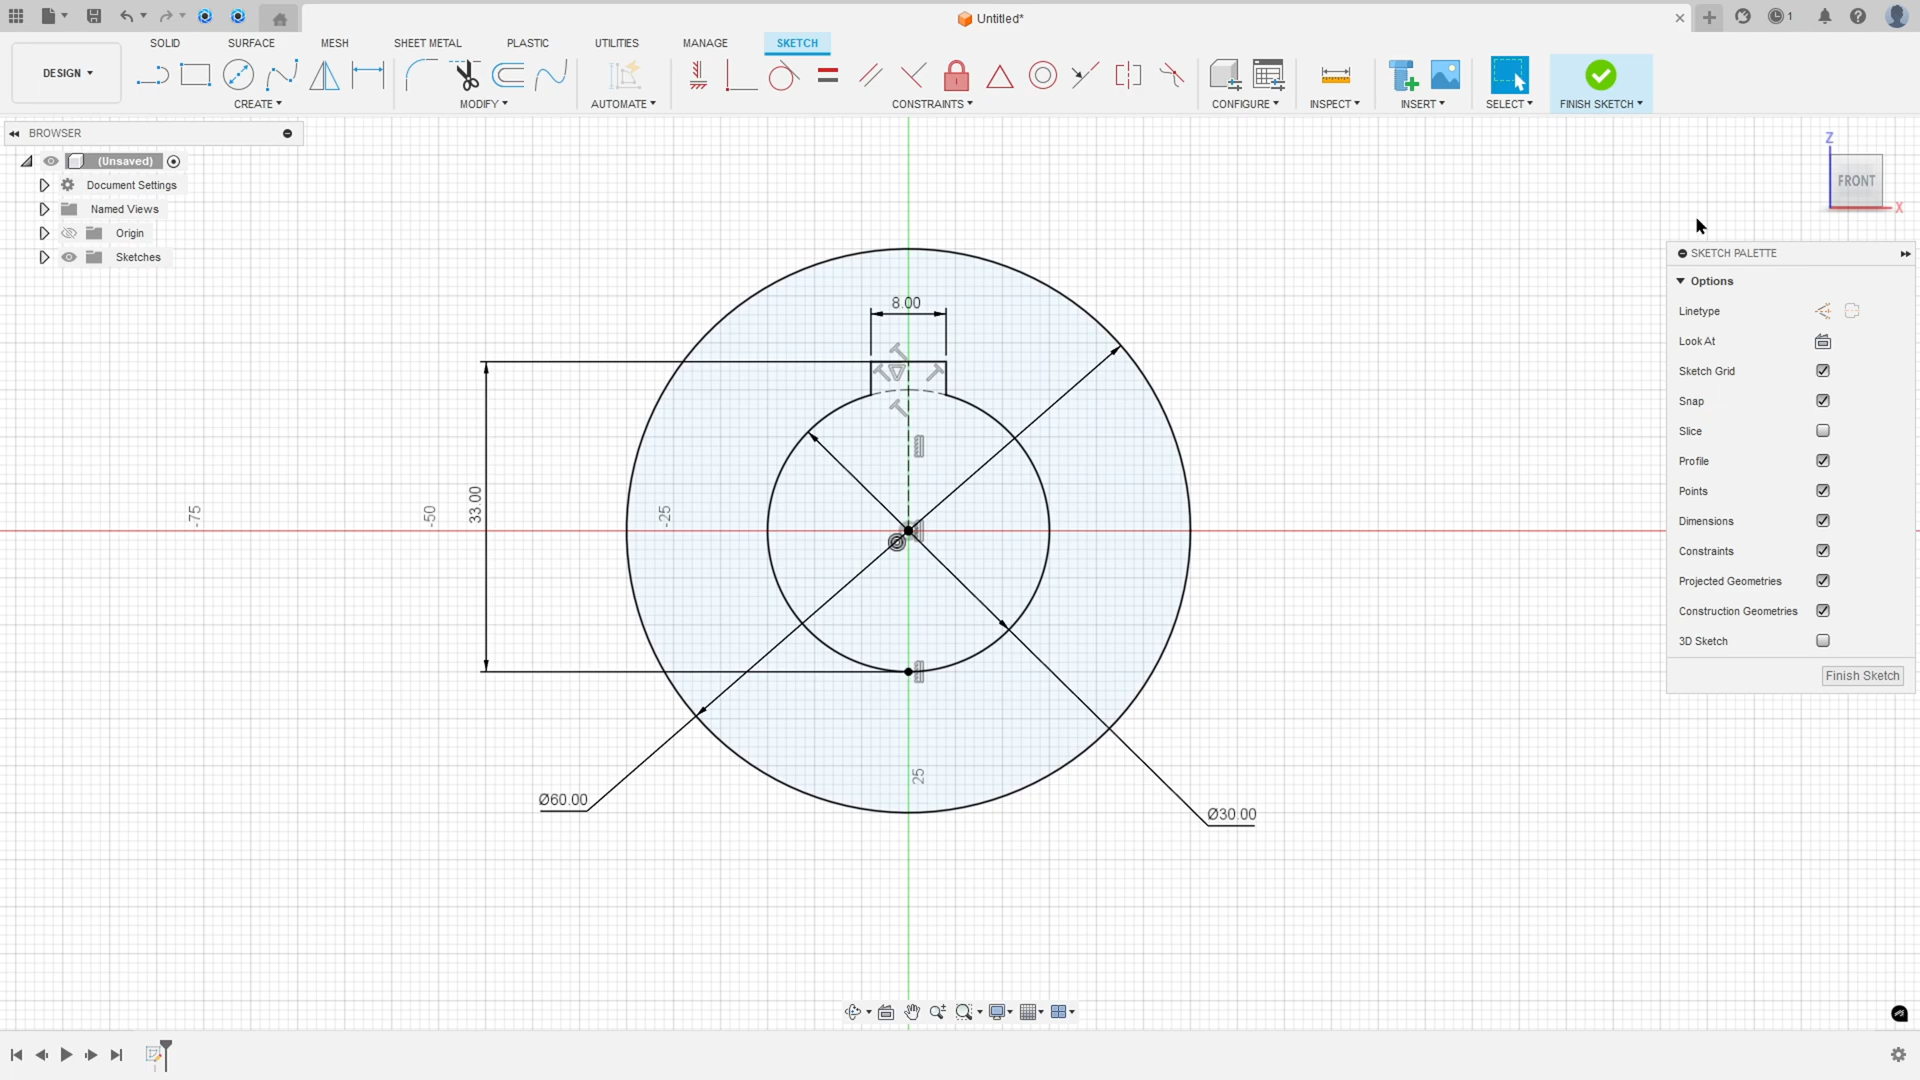 Untitled*
1
SOLID SURFACE MESH SHEET METAL PLASTIC UTILITIES MANAGE SKETCH
DESIGN
CREATE MODIFY AUTOMATE CONSTRAINTS CONFIGURE INSPECT INSERT SELECT FINISH SKETCH
BROWSER
(Unsaved)
Document Settings
Named Views
Origin
Sketches
Z
FRONT
X
SKETCH PALETTE
Options
Linetype
Look At
Sketch Grid
Snap
Slice
Profile
Points
Dimensions
Constraints
Projected Geometries
Construction Geometries
3D Sketch
Finish Sketch
8.00
33.00
-75
-50
-25
25
Ø60.00
Ø30.00